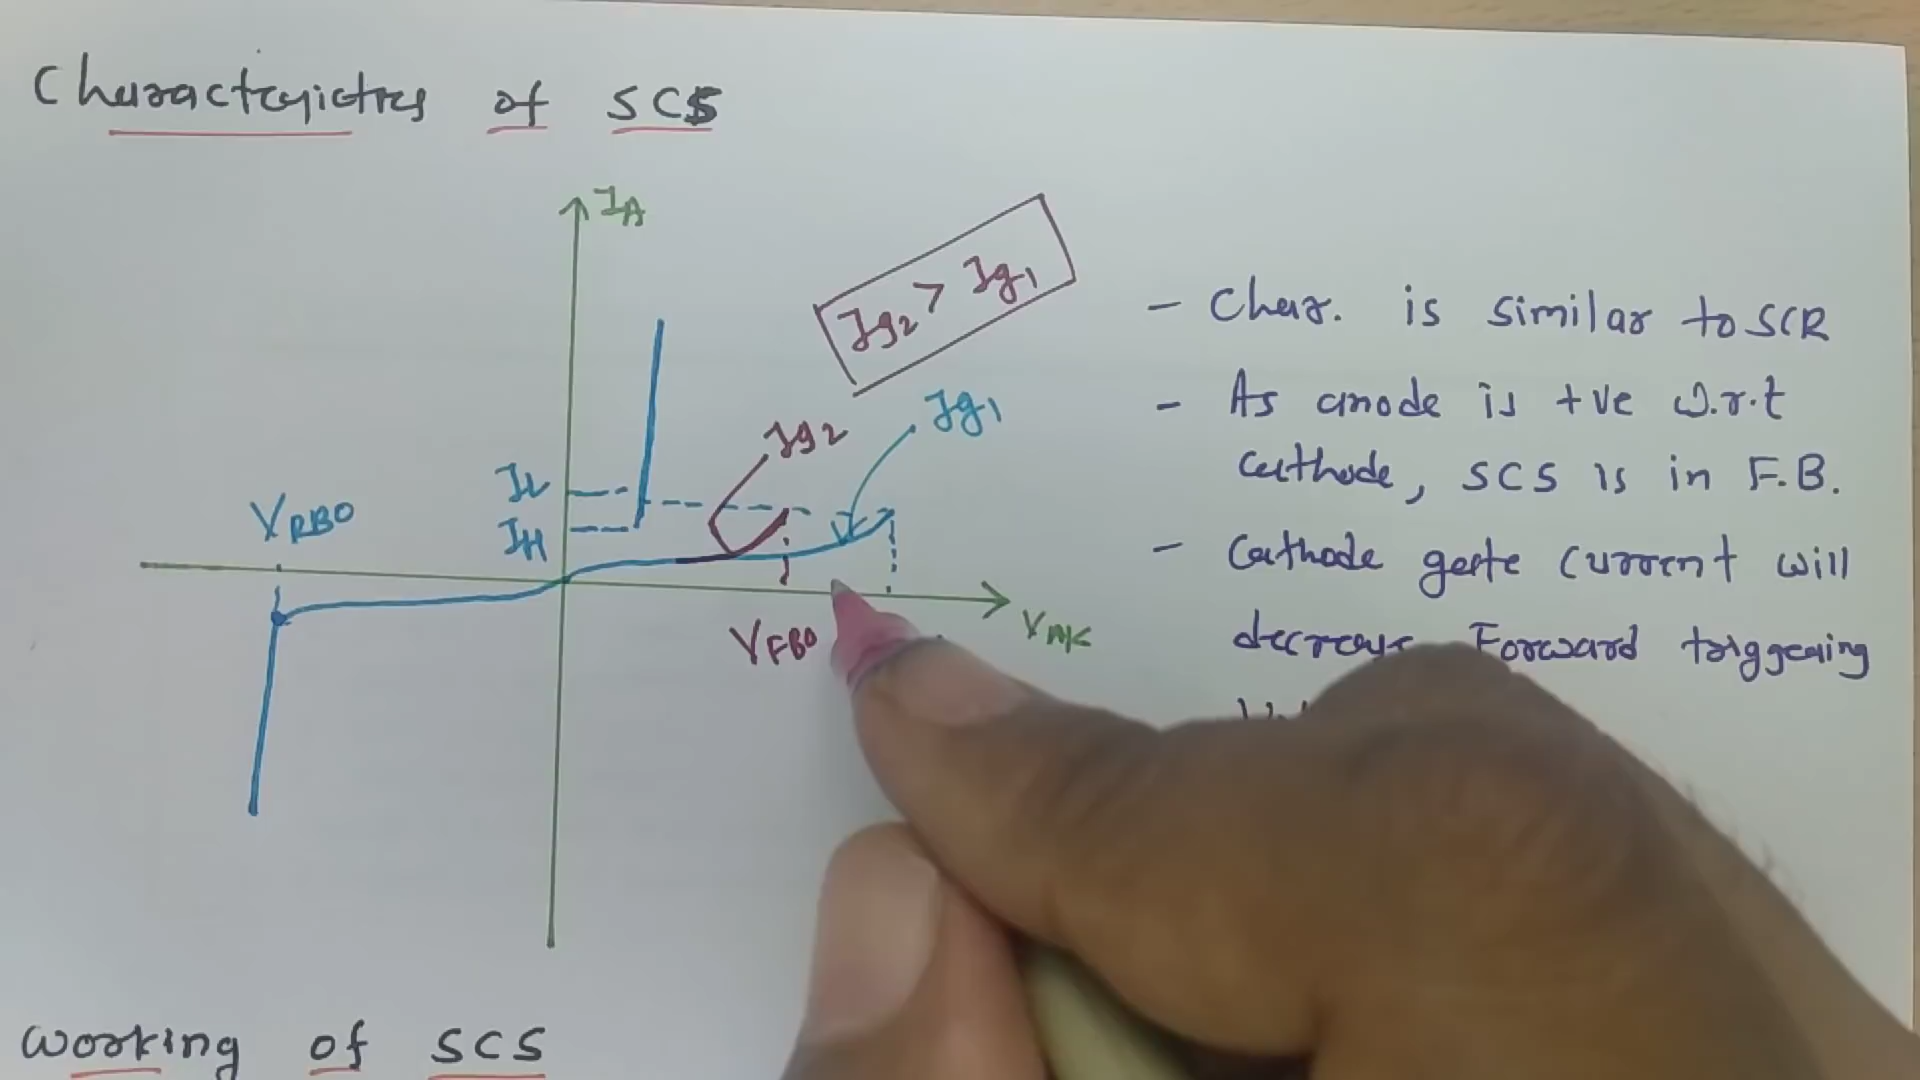 Characteristics of SCS
IA
Ig2 > Ig1
Ig1
Ig2
IL
IH
VRBO
VFBO
VAK
- Char. is similar to SCR
- As anode is +ve w.r.t
cathode, SCS is in F.B.
- Cathode gate current will
decrease Forward triggering
Working of SCS